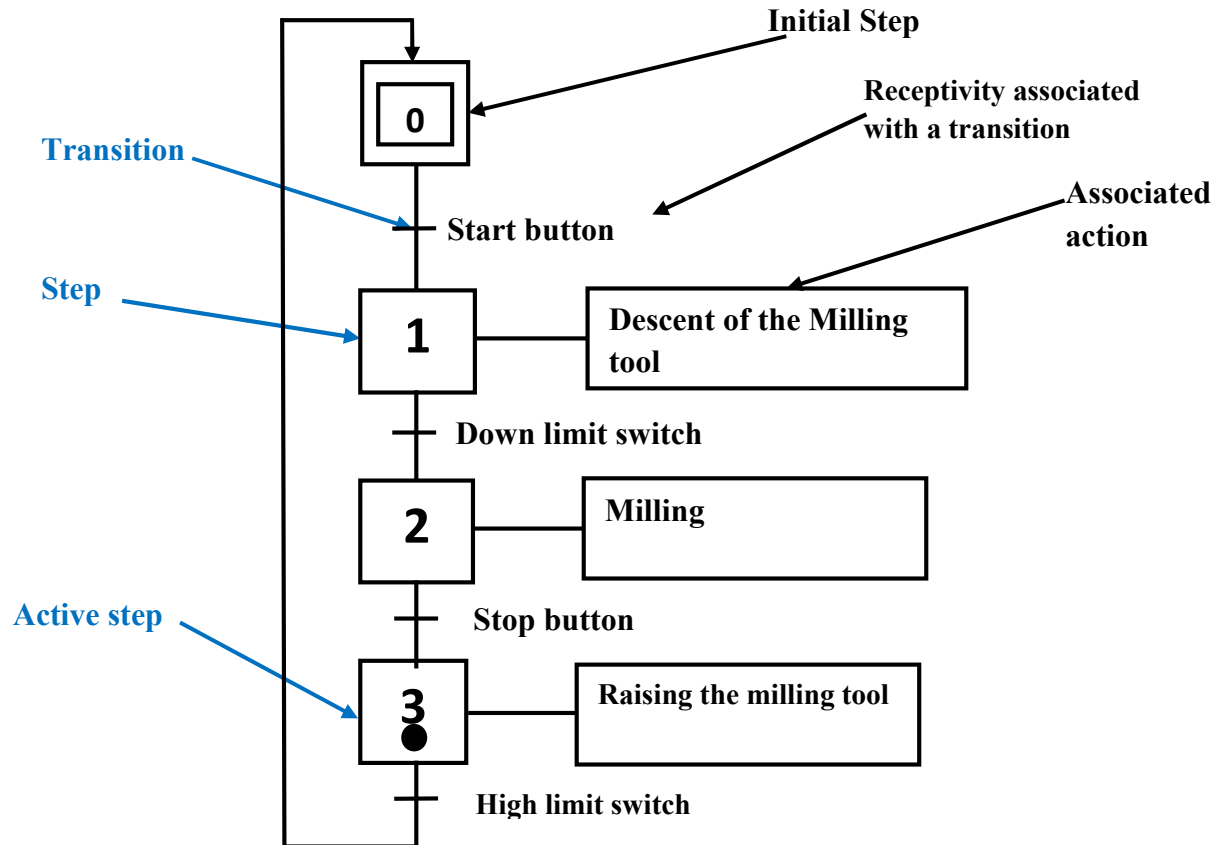 Initial Step
0
Receptivity associated
with a transition
Transition
Associated
action
Start button
Step
1
Descent of the Milling
tool
Down limit switch
2
Milling
Active step
Stop button
3
Raising the milling tool
High limit switch